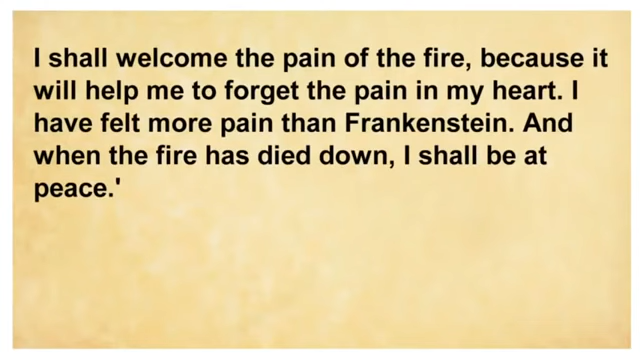 I shall welcome the pain of the fire, because it
will help me to forget the pain in my heart. I
have felt more pain than Frankenstein. And
when the fire has died down, I shall be at
peace.'